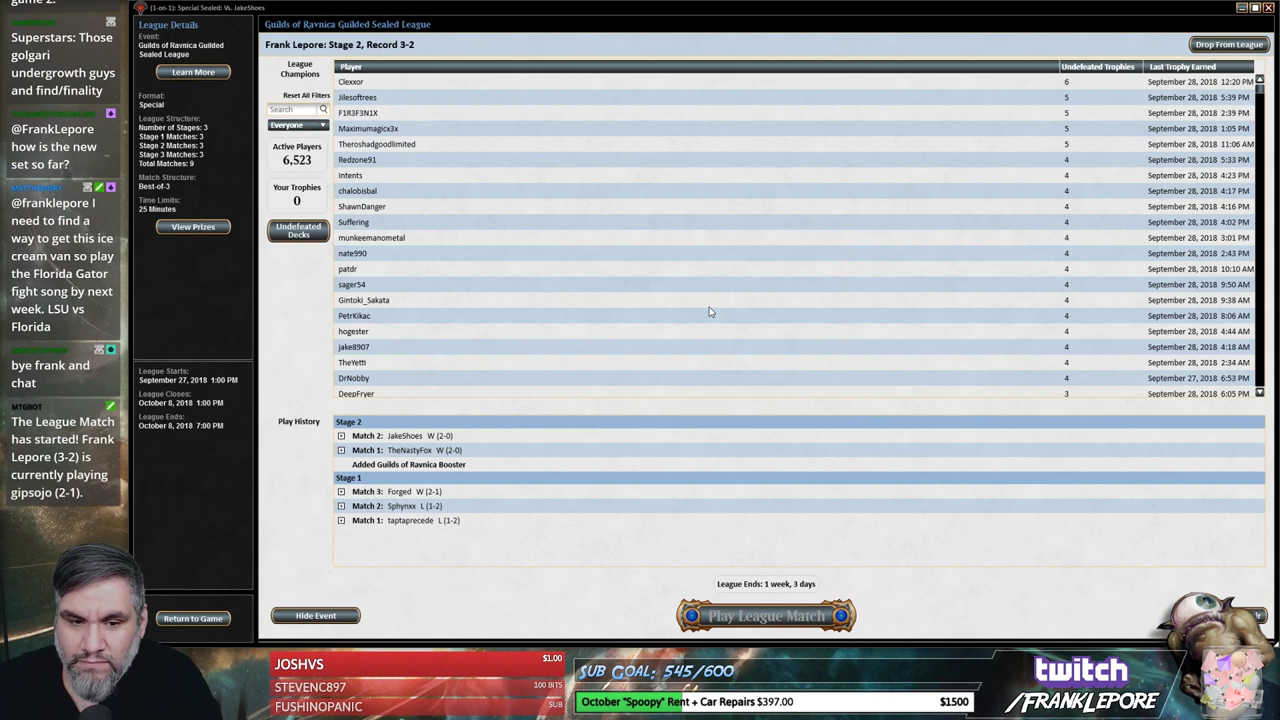 game 2.
Superstars: Those
golgari
undergrowth guys
and find/finality
@frankLepore
how is the new
set so far?
@franklepore I
need to find a
way to get this ice
cream van so play
the Florida Gator
fight song by next
week. LSU vs
Florida
bye frank and
chat
MTGBOT
The League Match
has started! Frank
Lepore (3-2) is
currently playing
gipsojo (2-1).
(1-on-1): Special Sealed: Vs. JakeShoes
League Details
Event:
Guilds of Ravnica Guilded
Sealed League
Learn More
Format:
Special
League Structure:
Number of Stages: 3
Stage 1 Matches: 3
Stage 2 Matches: 3
Stage 3 Matches: 3
Total Matches: 9
Match Structure:
Best-of-3
Time Limits:
25 Minutes
View Prizes
League Starts:
September 27, 2018 1:00 PM
League Closes:
October 8, 2018 1:00 PM
League Ends:
October 8, 2018 7:00 PM
Return to Game
Guilds of Ravnica Guilded Sealed League
Frank Lepore: Stage 2, Record 3-2
Drop From League
League
Champions
Reset All Filters
Search
Everyone
Active Players
6,523
Your Trophies
0
Undefeated
Decks
Player Undefeated Trophies Last Trophy Earned
Clexxor 6 September 28, 2018 12:20 PM
Jilesoftrees 5 September 28, 2018 5:39 PM
F1R3F3N1X 5 September 28, 2018 2:39 PM
Maximumagicx3x 5 September 28, 2018 1:05 PM
Theroshadgoodlimited 5 September 28, 2018 11:06 AM
Redzone91 4 September 28, 2018 5:33 PM
Intents 4 September 28, 2018 4:23 PM
chalobisbal 4 September 28, 2018 4:17 PM
ShawnDanger 4 September 28, 2018 4:16 PM
Suffering 4 September 28, 2018 4:02 PM
munkeemanometal 4 September 28, 2018 3:01 PM
nate990 4 September 28, 2018 2:43 PM
patdr 4 September 28, 2018 10:10 AM
sager54 4 September 28, 2018 9:50 AM
Gintoki_Sakata 4 September 28, 2018 9:38 AM
PetrKikac 4 September 28, 2018 8:06 AM
hogester 4 September 28, 2018 4:44 AM
jake8907 4 September 28, 2018 4:18 AM
TheYetti 4 September 28, 2018 2:34 AM
DrNobby 4 September 27, 2018 6:53 PM
DeepFryer 3 September 28, 2018 6:05 PM
Play History
Stage 2
Match 2: JakeShoes W (2-0)
Match 1: TheNastyFox W (2-0)
Added Guilds of Ravnica Booster
Stage 1
Match 3: Forged W (2-1)
Match 2: Sphynxx L (1-2)
Match 1: taptaprecede L (1-2)
League Ends: 1 week, 3 days
Hide Event
Play League Match
JOSHVS $1.00
STEVENC897 100 BITS
FUSHINOPANIC SUB
SUB GOAL: 545/600
October "Spoopy" Rent + Car Repairs $397.00 $1500
twitch
/FRANKLEPORE